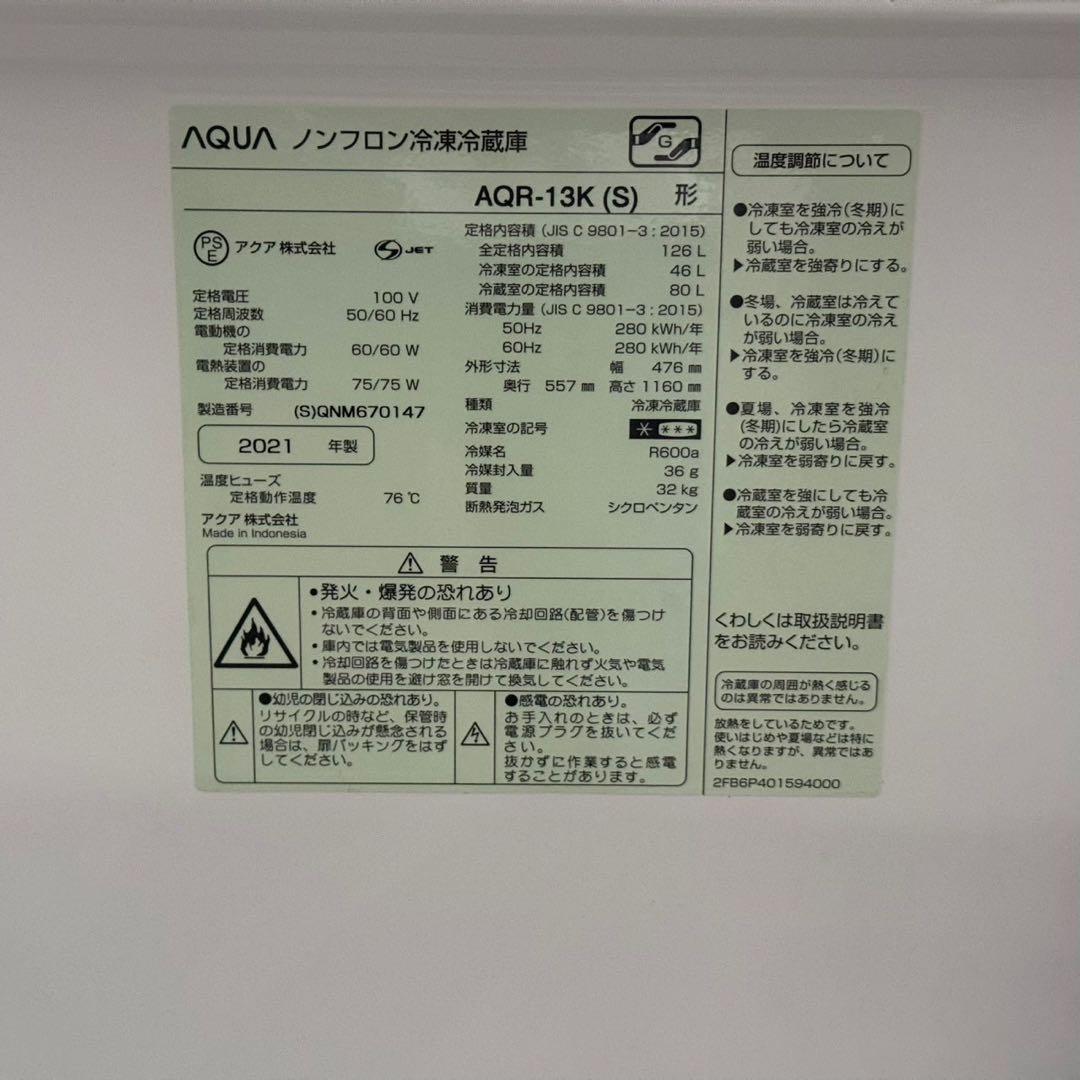 AQUA ノンフロン冷凍冷蔵庫
G
AQR-13K (S) 形
PS E アクア 株式会社 S JET
定格電圧 100 V
定格周波数 50/60 Hz
電動機の
定格消費電力 60/60 W
電熱装置の
定格消費電力 75/75 W
製造番号 (S)QNM670147
2021 年製
温度ヒューズ
定格動作温度 76 ℃
アクア 株式会社
Made in Indonesia
定格内容積 (JIS C 9801-3 : 2015)
全定格内容積 126 L
冷凍室の定格内容積 46 L
冷蔵室の定格内容積 80 L
消費電力量 (JIS C 9801-3 : 2015)
50Hz 280 kWh/年
60Hz 280 kWh/年
外形寸法 幅 476 ㎜
奥行 557 ㎜ 高さ 1160 ㎜
種類 冷凍冷蔵庫
冷凍室の記号 * ***
冷媒名 R600a
冷媒封入量 36 g
質量 32 kg
断熱発泡ガス シクロペンタン
警 告
•発火・爆発の恐れあり
・冷蔵庫の背面や側面にある冷却回路(配管)を傷つけ
ないでください。
・庫内では電気製品を使用しないでください。
・冷却回路を傷つけたときは冷蔵庫に触れず火気や電気
製品の使用を避け窓を開けて換気してください。
●幼児の閉じ込みの恐れあり。
リサイクルの時など、保管時
の幼児閉じ込みが懸念される
場合は、扉パッキングをはず
してください。
●感電の恐れあり。
お手入れのときは、必ず
電源プラグを抜いてくだ
さい。
抜かずに作業すると感電
することがあります。
温度調節について
●冷凍室を強冷(冬期)に
しても冷凍室の冷えが
弱い場合。
▶冷蔵室を強寄りにする。
●冬場、冷蔵室は冷えて
いるのに冷凍室の冷え
が弱い場合。
▶冷凍室を強冷(冬期)に
する。
●夏場、冷凍室を強冷
(冬期)にしたら冷蔵室
の冷えが弱い場合。
▶冷凍室を弱寄りに戻す。
●冷蔵室を強にしても冷
蔵室の冷えが弱い場合。
▶冷凍室を弱寄りに戻す。
くわしくは取扱説明書
をお読みください。
冷蔵庫の周囲が熱く感じる
のは異常ではありません。
放熱をしているためです。
使いはじめや夏場などは特に
熱くなりますが、異常ではあ
りません。
2FB6P401594000